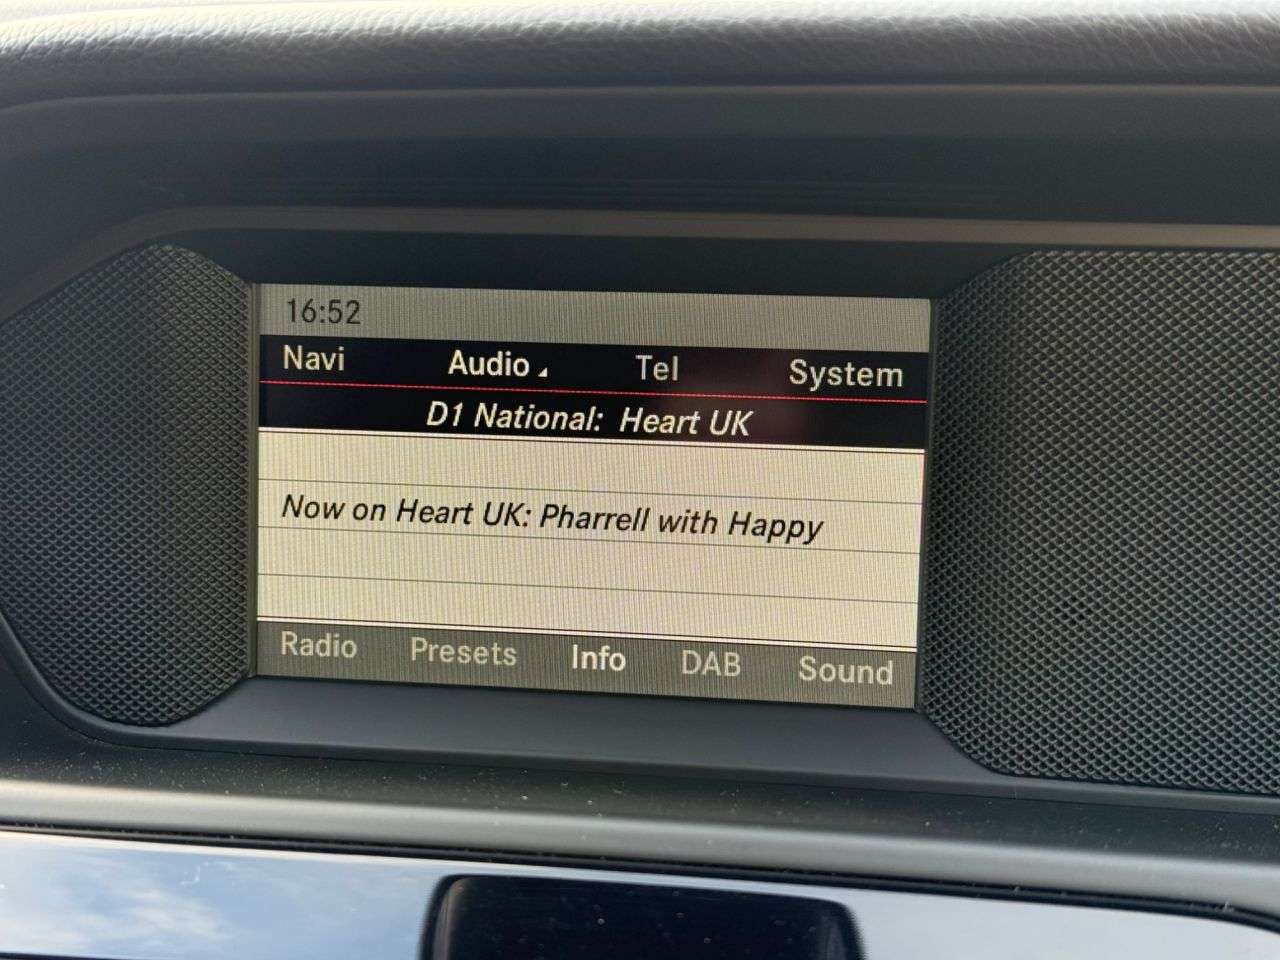 16:52
Navi Audio Tel System
D1 National: Heart UK
Now on Heart UK: Pharrell with Happy
Radio Presets Info DAB Sound